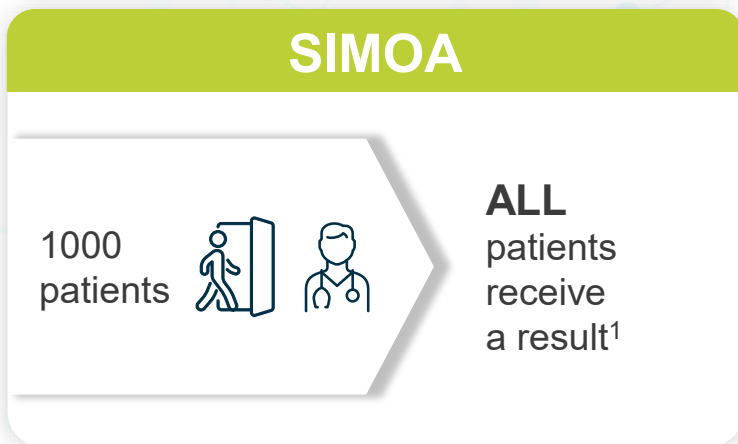 SIMOA
1000
patients
ALL
patients
receive
a result¹